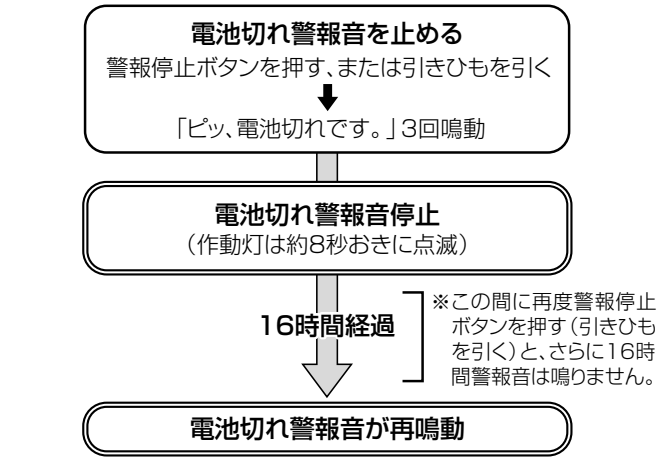 電池切れ警報音を止める
警報停止ボタンを押す、または引きひもを引く
「ピッ、電池切れです。」3回鳴動
電池切れ警報音停止
（作動灯は約8秒おきに点滅）
16時間経過
※この間に再度警報停止
ボタンを押す（引きひも
を引く）と、さらに16時
間警報音は鳴りません。
電池切れ警報音が再鳴動